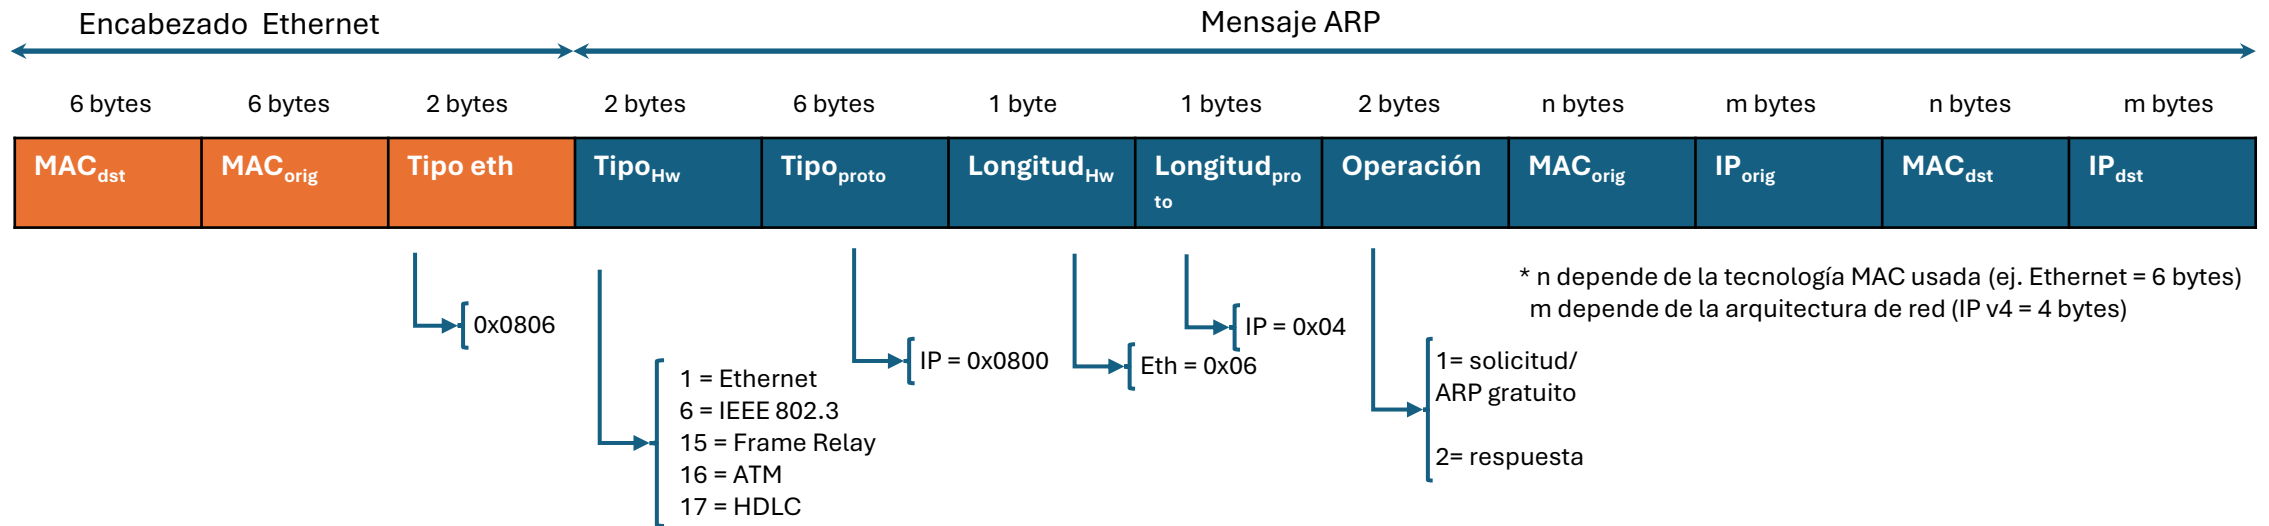 Encabezado Ethernet
Mensaje ARP
6 bytes
6 bytes
2 bytes
2 bytes
6 bytes
1 byte
1 bytes
2 bytes
n bytes
m bytes
n bytes
m bytes
MACdst
MACorig
Tipo eth
TipoHw
Tipoproto
LongitudHw
Longitudpro
to
Operación
MACorig
IPorig
MACdst
IPdst
0x0806
1 = Ethernet
6 = IEEE 802.3
15 = Frame Relay
16 = ATM
17 = HDLC
IP = 0x0800
Eth = 0x06
IP = 0x04
1= solicitud/
ARP gratuito
2= respuesta
* n depende de la tecnología MAC usada (ej. Ethernet = 6 bytes)
m depende de la arquitectura de red (IP v4 = 4 bytes)